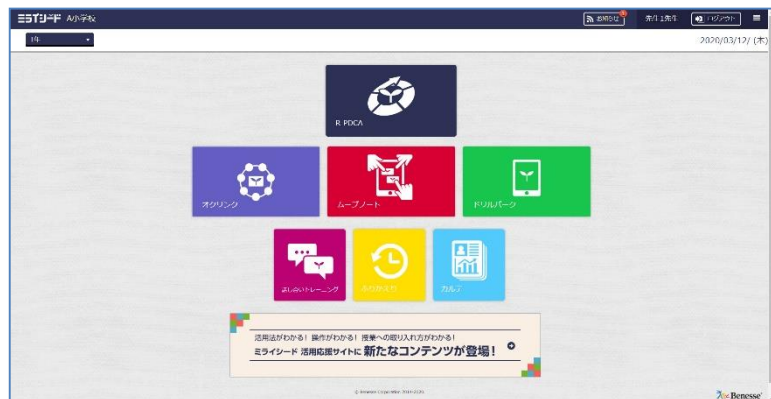 ミライシード A小学校
お知らせ
先生1先生
ログアウト
1年
2020/03/12/ (木)
R-PDCA
オクリンク
ムーブノート
ドリルパーク
話し合いトレーニング
ふりかえり
カルテ
活用法がわかる! 操作がわかる! 授業への取り入れ方がわかる!
ミライシード 活用応援サイトに 新たなコンテンツが登場!
Benesse